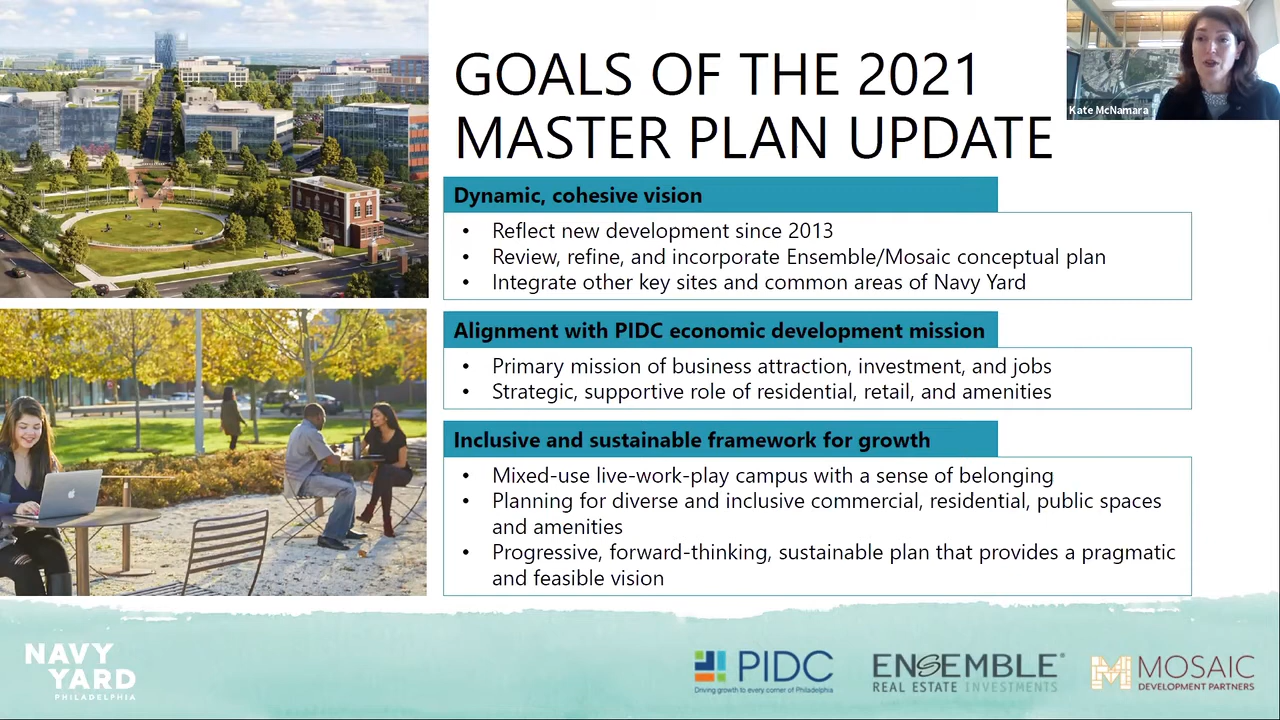 GOALS OF THE 2021
MASTER PLAN UPDATE
Kate McNamara
Dynamic, cohesive vision
• Reflect new development since 2013
• Review, refine, and incorporate Ensemble/Mosaic conceptual plan
• Integrate other key sites and common areas of Navy Yard
Alignment with PIDC economic development mission
• Primary mission of business attraction, investment, and jobs
• Strategic, supportive role of residential, retail, and amenities
Inclusive and sustainable framework for growth
• Mixed-use live-work-play campus with a sense of belonging
• Planning for diverse and inclusive commercial, residential, public spaces
and amenities
• Progressive, forward-thinking, sustainable plan that provides a pragmatic
and feasible vision
NAVY
YARD
PHILADELPHIA
PIDC
Driving growth to every corner of Philadelphia
ENSEMBLE®
REAL ESTATE INVESTMENTS
MOSAIC
DEVELOPMENT PARTNERS